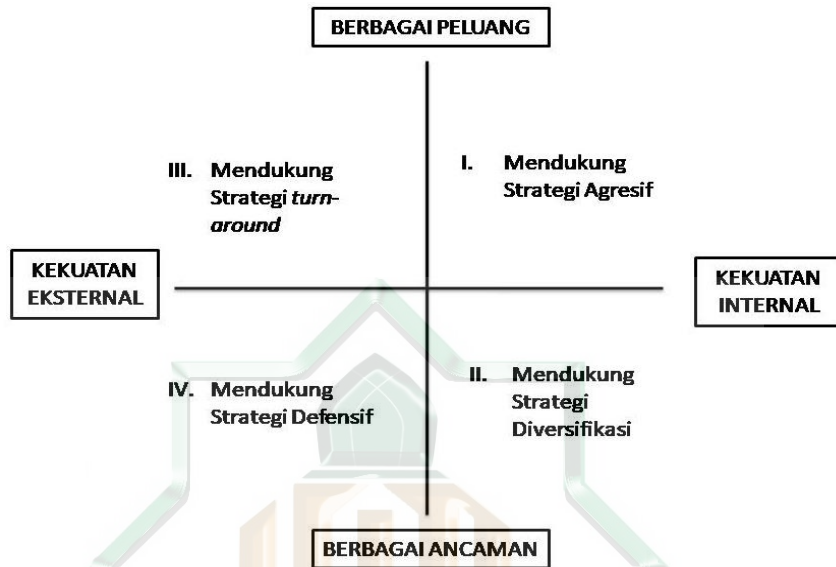 BERBAGAI PELUANG
III. Mendukung
Strategi turn-
around
I. Mendukung
Strategi Agresif
KEKUATAN
EKSTERNAL
KEKUATAN
INTERNAL
IV. Mendukung
Strategi Defensif
II. Mendukung
Strategi
Diversifikasi
BERBAGAI ANCAMAN